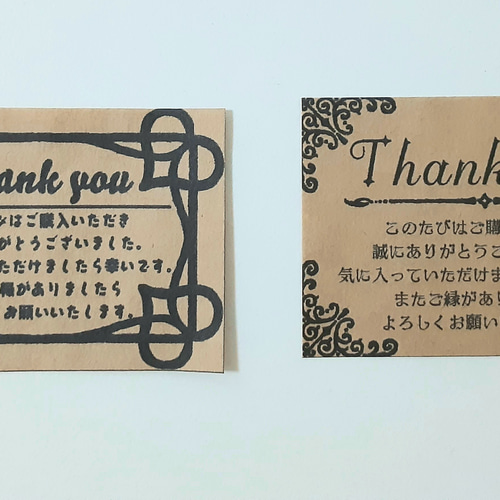 ank you
はご購入いただき
がとうございました。
ただけましたら幸いです。
縁がありましたら
お願いいたします。
Thank
このたびはご購
誠にありがとうご
気に入っていただけま
またご縁があ
よろしくお願い